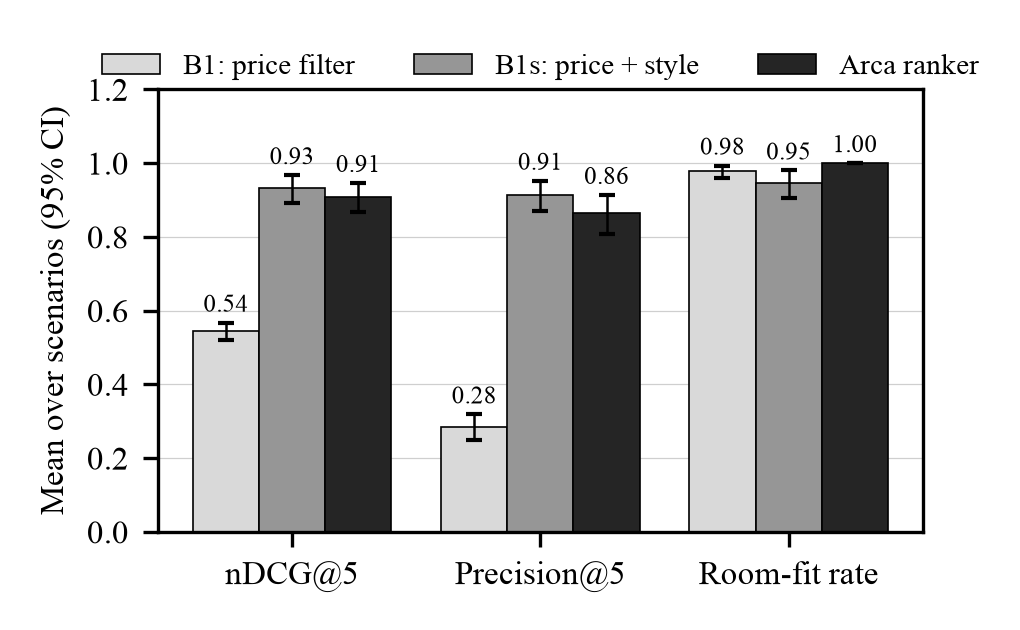 B1: price filter B1s: price + style Arca ranker
Mean over scenarios (95% CI)
1.2
1.0
0.8
0.6
0.4
0.2
0.0
0.54 0.93 0.91
0.28 0.91 0.86
0.98 0.95 1.00
nDCG@5 Precision@5 Room-fit rate